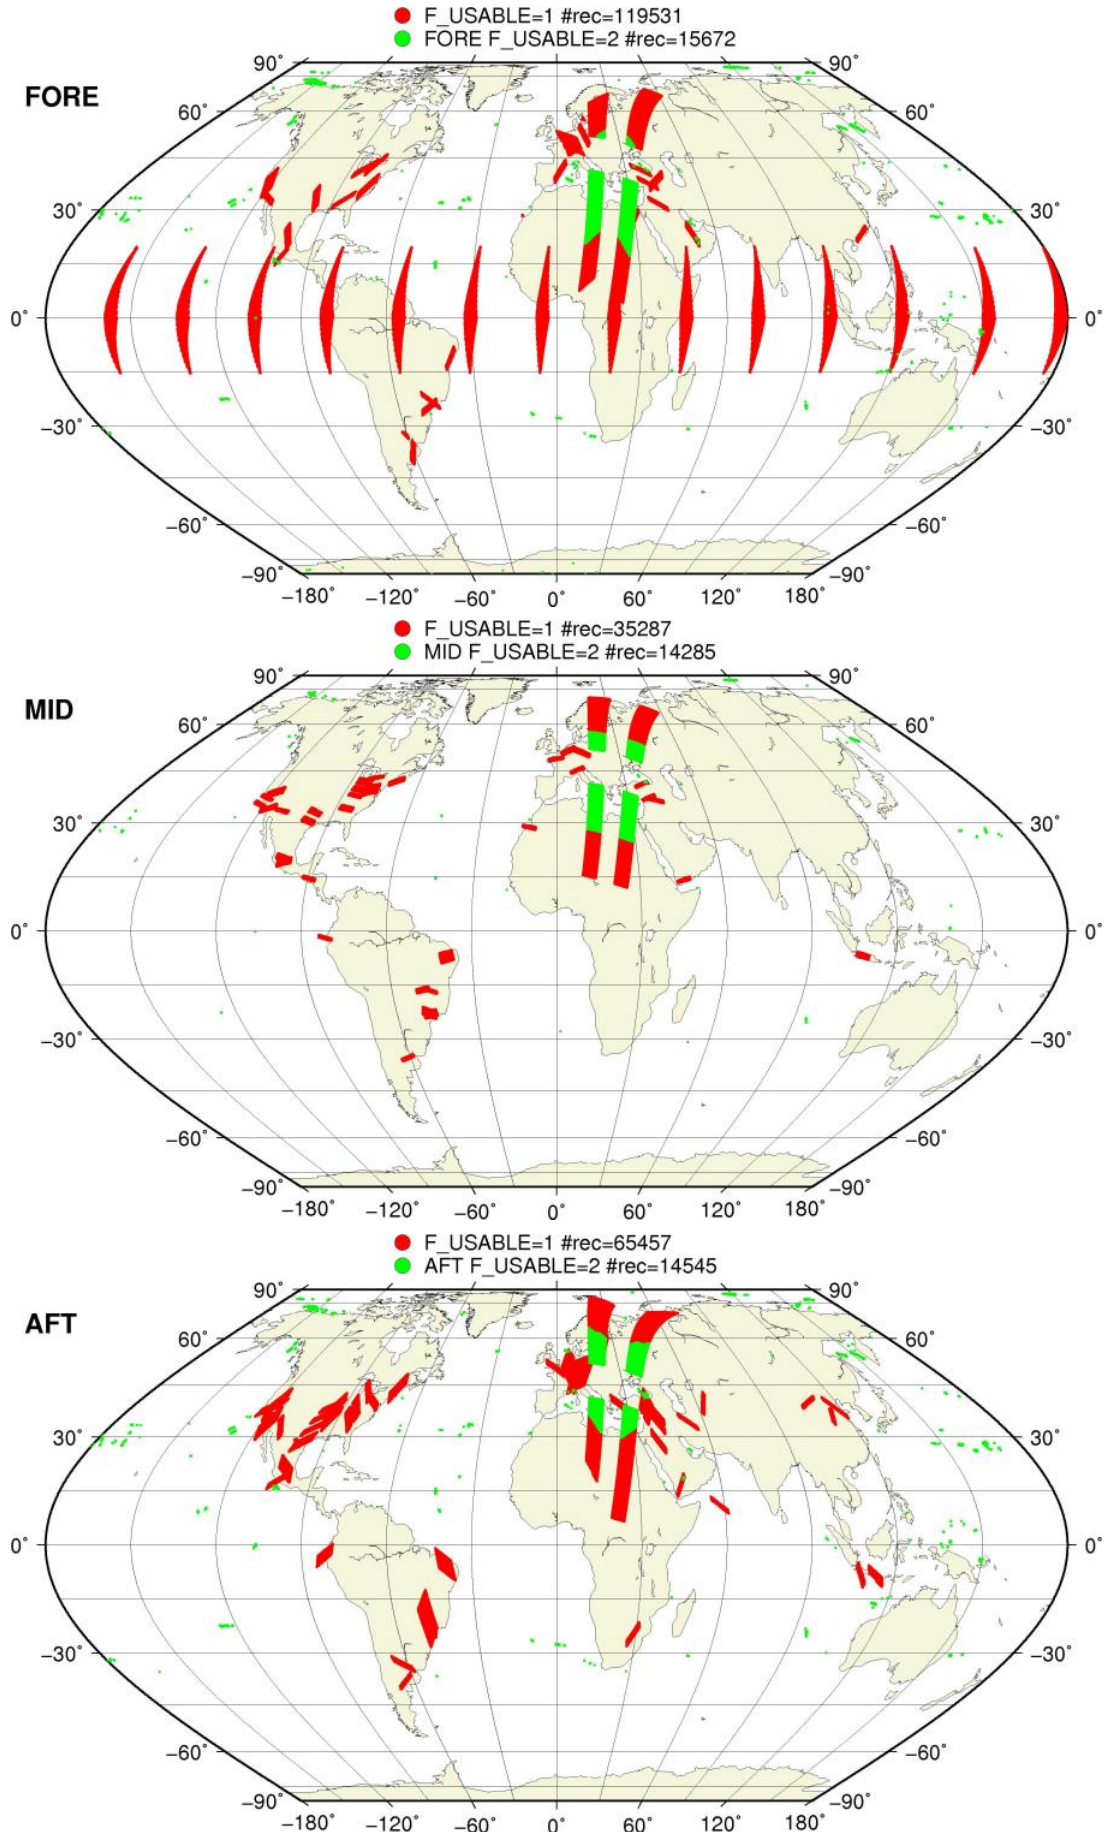 F_USABLE=1 #rec=119531
FORE F_USABLE=2 #rec=15672
FORE
90° 90°
60° 60°
30° 30°
0° 0°
−30° −30°
−60° −60°
−90° −90°
−180° −120° −60° 0° 60° 120° 180°
F_USABLE=1 #rec=35287
MID F_USABLE=2 #rec=14285
MID
90° 90°
60° 60°
30° 30°
0° 0°
−30° −30°
−60° −60°
−90° −90°
−180° −120° −60° 0° 60° 120° 180°
F_USABLE=1 #rec=65457
AFT F_USABLE=2 #rec=14545
AFT
90° 90°
60° 60°
30° 30°
0° 0°
−30° −30°
−60° −60°
−90° −90°
−180° −120° −60° 0° 60° 120° 180°